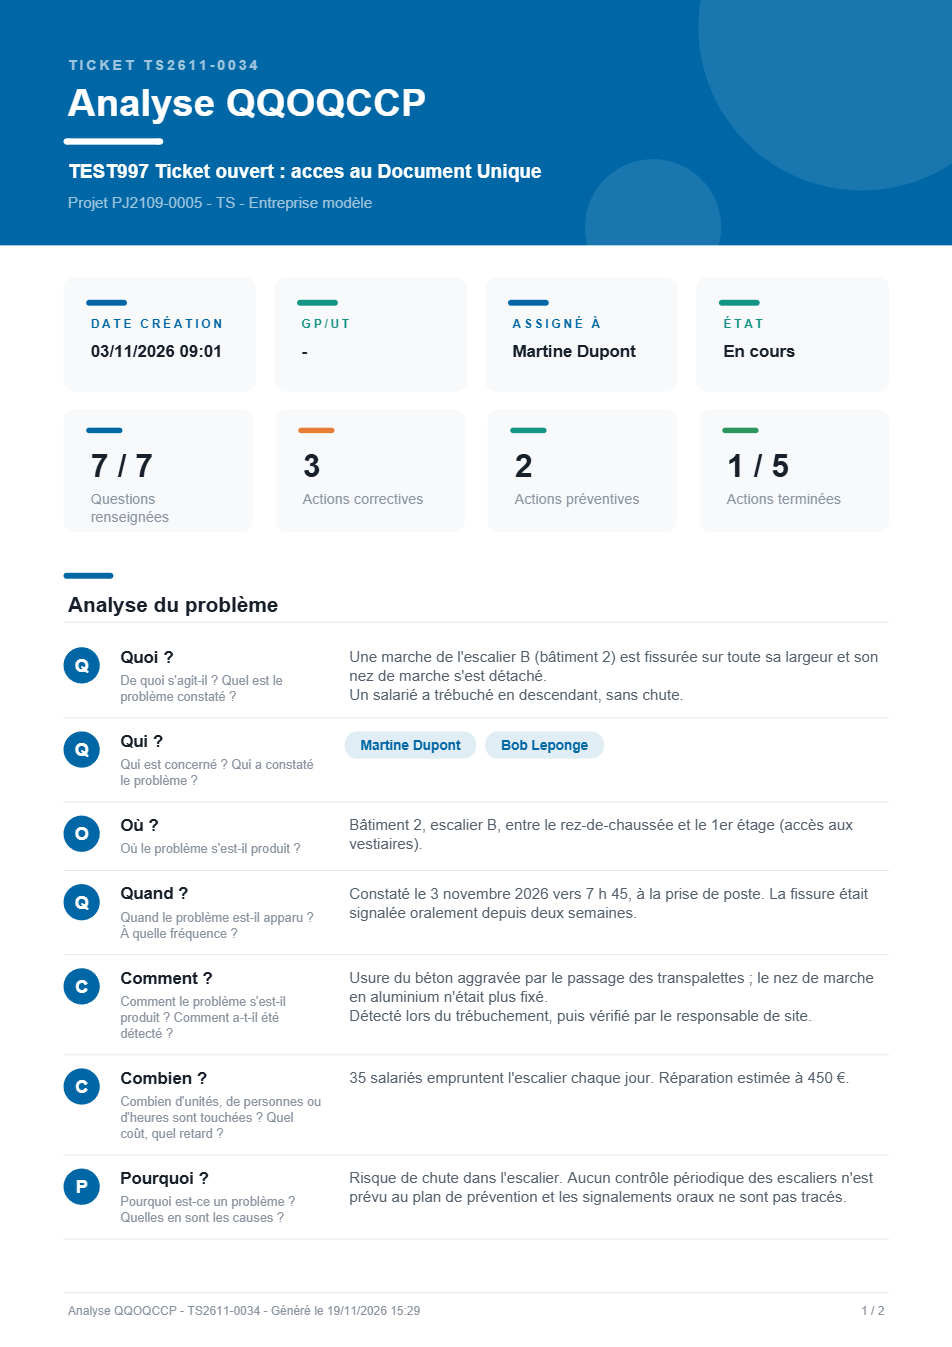 TICKET TS2611-0034
Analyse QQOQCCP
TEST997 Ticket ouvert : acces au Document Unique
Projet PJ2109-0005 - TS - Entreprise modèle
DATE CRÉATION
03/11/2026 09:01
GP/UT
-
ASSIGNÉ À
Martine Dupont
ÉTAT
En cours
7 / 7
Questions
renseignées
3
Actions correctives
2
Actions préventives
1 / 5
Actions terminées
Analyse du problème
Q
Quoi ?
De quoi s'agit-il ? Quel est le
problème constaté ?
Une marche de l'escalier B (bâtiment 2) est fissurée sur toute sa largeur et son
nez de marche s'est détaché.
Un salarié a trébuché en descendant, sans chute.
Q
Qui ?
Qui est concerné ? Qui a constaté
le problème ?
Martine Dupont
Bob Leponge
O
Où ?
Où le problème s'est-il produit ?
Bâtiment 2, escalier B, entre le rez-de-chaussée et le 1er étage (accès aux
vestiaires).
Q
Quand ?
Quand le problème est-il apparu ?
À quelle fréquence ?
Constaté le 3 novembre 2026 vers 7 h 45, à la prise de poste. La fissure était
signalée oralement depuis deux semaines.
C
Comment ?
Comment le problème s'est-il
produit ? Comment a-t-il été
détecté ?
Usure du béton aggravée par le passage des transpalettes ; le nez de marche
en aluminium n'était plus fixé.
Détecté lors du trébuchement, puis vérifié par le responsable de site.
C
Combien ?
Combien d'unités, de personnes ou
d'heures sont touchées ? Quel
coût, quel retard ?
35 salariés empruntent l'escalier chaque jour. Réparation estimée à 450 €.
P
Pourquoi ?
Pourquoi est-ce un problème ?
Quelles en sont les causes ?
Risque de chute dans l'escalier. Aucun contrôle périodique des escaliers n'est
prévu au plan de prévention et les signalements oraux ne sont pas tracés.
Analyse QQOQCCP - TS2611-0034 - Généré le 19/11/2026 15:29
1 / 2